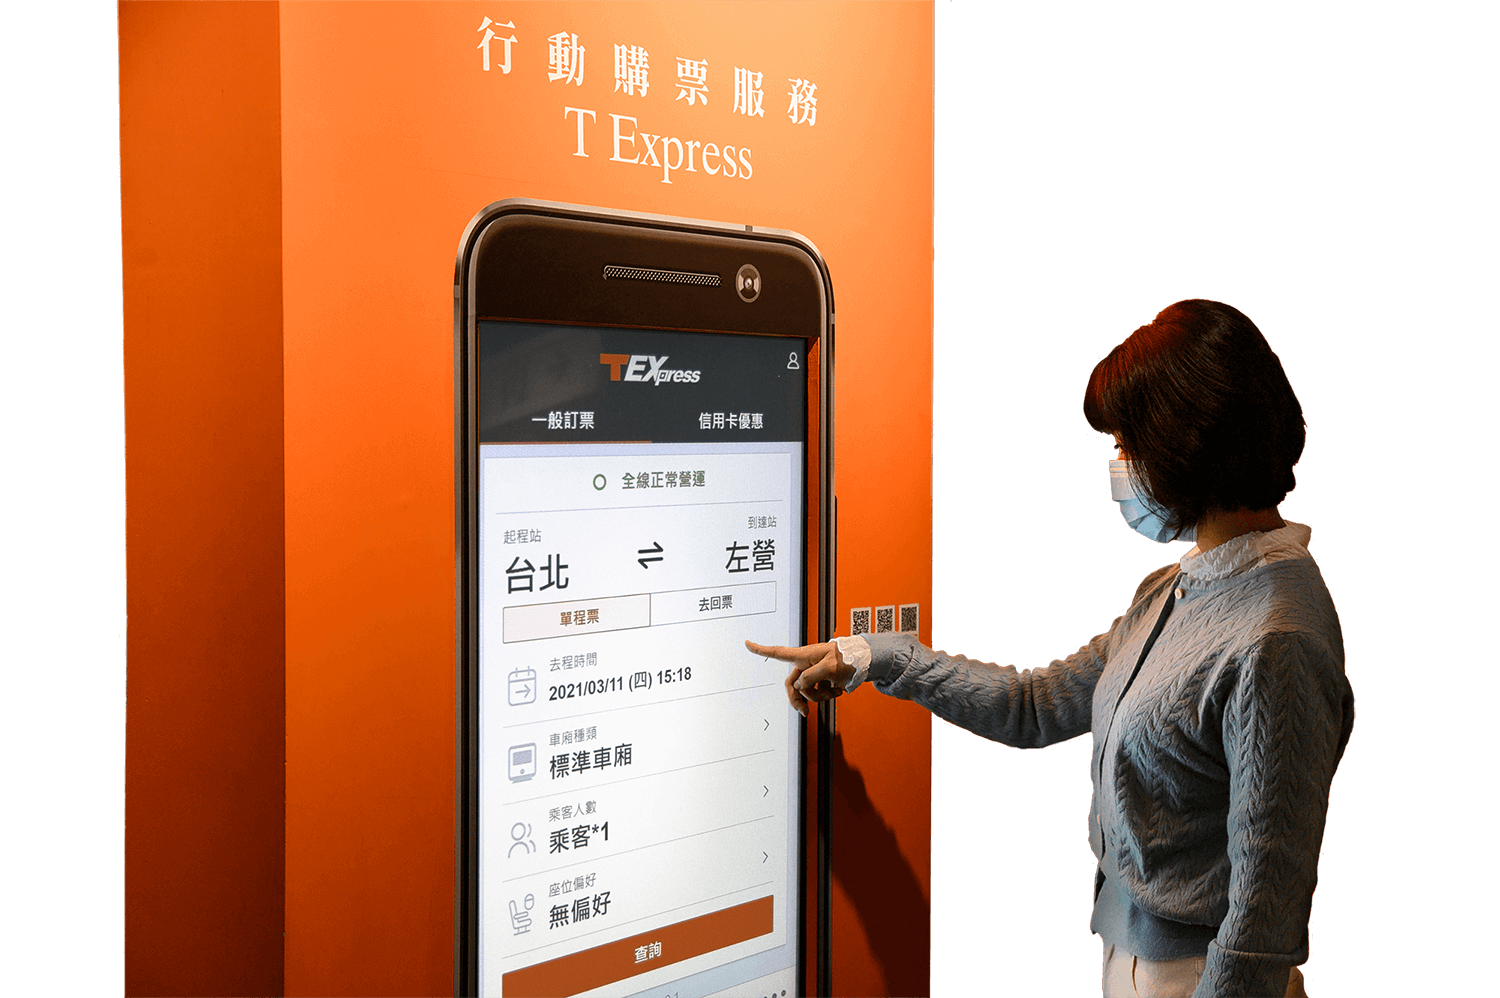 行動購票服務
T Express
TEXpress
一般訂票 信用卡優惠
全線正常營運
起程站 到達站
台北 左營
單程票 去回票
去程時間
2021/03/11 (四) 15:18
車廂種類
標準車廂
乘客人數
乘客*1
座位偏好
無偏好
查詢